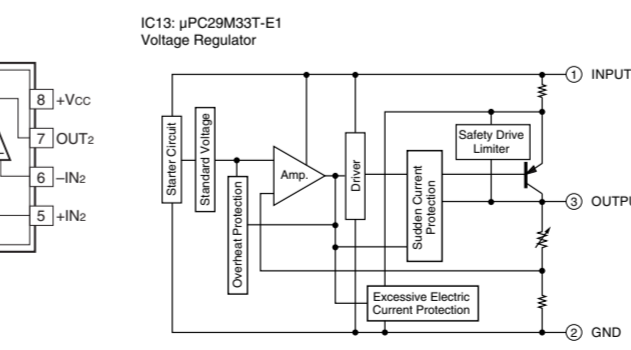 IC13: µPC29M33T-E1
Voltage Regulator
8 +VCC
7 OUT2
6 –IN2
5 +IN2
1 INPUT
Starter Circuit
Standard Voltage
Overheat Protection
Amp.
Driver
Sudden Current
Protection
Safety Drive
Limiter
3 OUTPU
Excessive Electric
Current Protection
2 GND